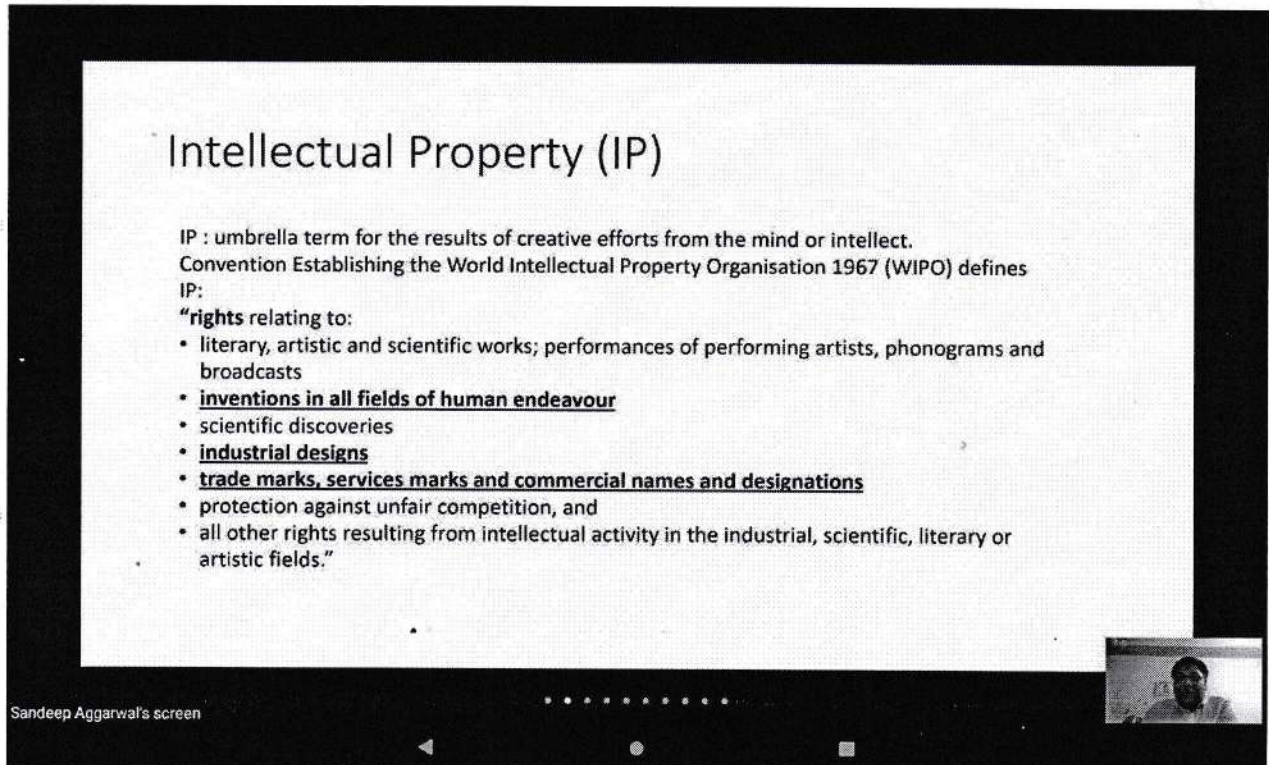 Intellectual Property (IP)
IP : umbrella term for the results of creative efforts from the mind or intellect.
Convention Establishing the World Intellectual Property Organisation 1967 (WIPO) defines
IP:
"rights relating to:
• literary, artistic and scientific works; performances of performing artists, phonograms and
broadcasts
• inventions in all fields of human endeavour
• scientific discoveries
• industrial designs
• trade marks, services marks and commercial names and designations
• protection against unfair competition, and
• all other rights resulting from intellectual activity in the industrial, scientific, literary or
artistic fields."
Sandeep Aggarwal's screen